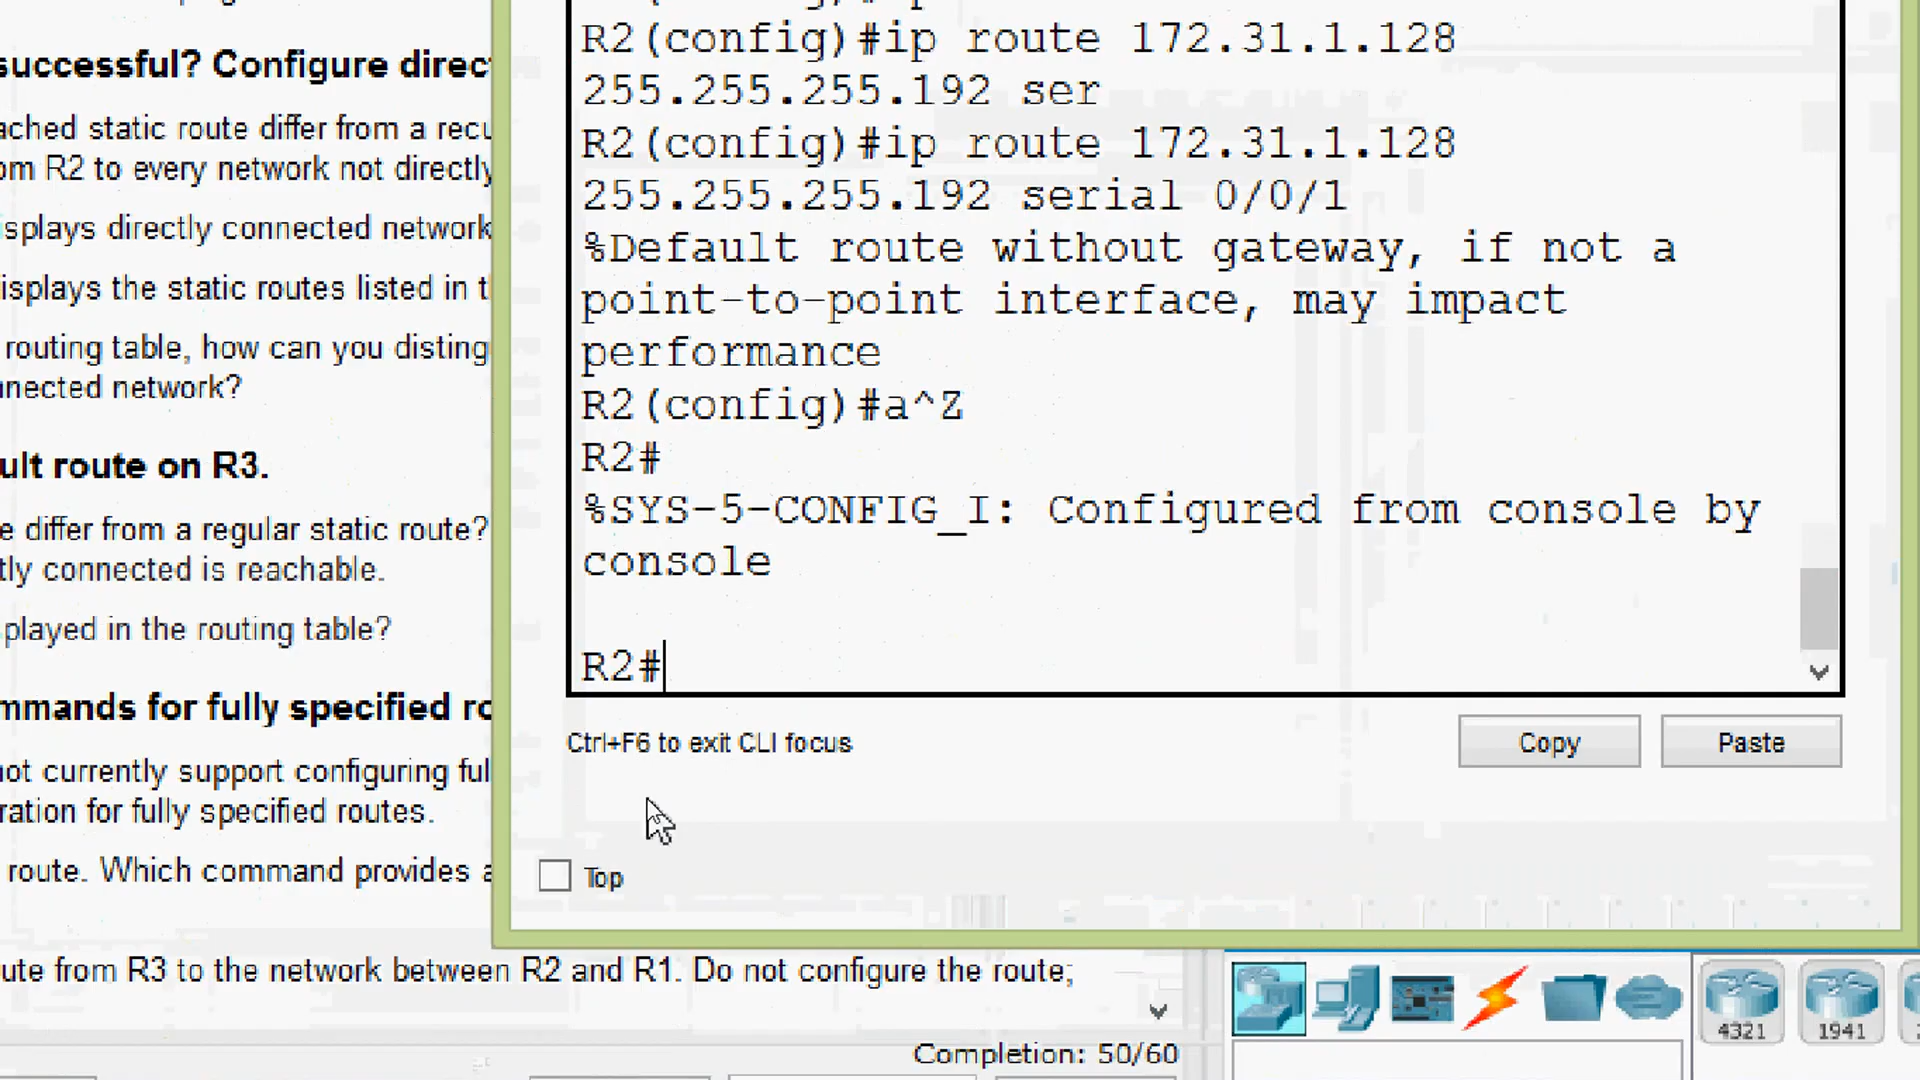 successful? Configure direc
ached static route differ from a recu
om R2 to every network not directly
splays directly connected network
isplays the static routes listed in t
routing table, how can you disting
nnected network?
ult route on R3.
e differ from a regular static route?
tly connected is reachable.
played in the routing table?
mmands for fully specified ro
not currently support configuring ful
ration for fully specified routes.
route. Which command provides a
ute from R3 to the network between R2 and R1. Do not configure the route;
Completion: 50/60
R2(config)#ip route 172.31.1.128
255.255.255.192 ser
R2(config)#ip route 172.31.1.128
255.255.255.192 serial 0/0/1
%Default route without gateway, if not a
point-to-point interface, may impact
performance
R2(config)#a^Z
R2#
%SYS-5-CONFIG_I: Configured from console by
console
R2#
Ctrl+F6 to exit CLI focus
Copy
Paste
Top
4321
1941